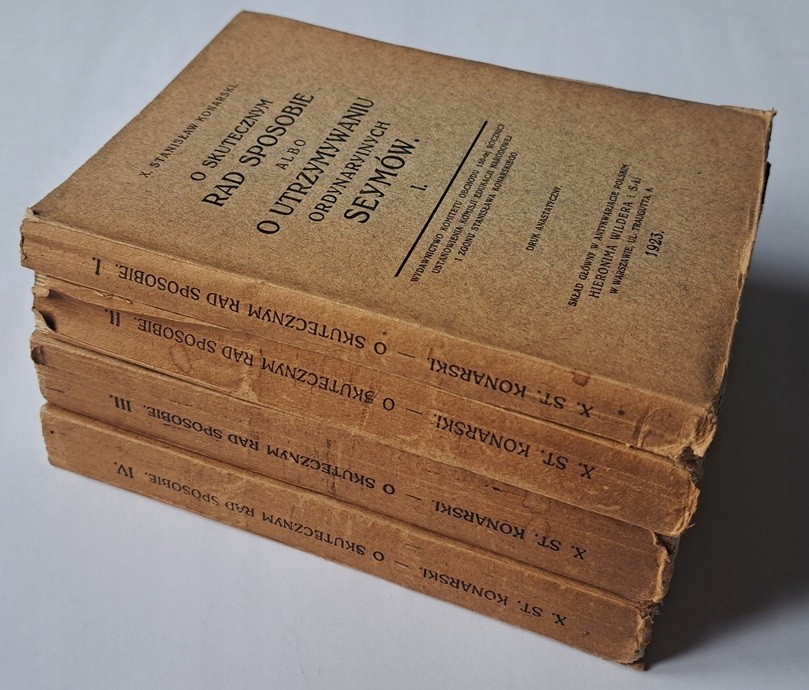 X. STANISŁAW KONARSKI.
O SKUTECZNYM
RAD SPOSOBIE
ALBO
O UTRZYMYWANIU
ORDYNARYINYCH
SEYMÓW.
I.
WYDAWNICTWO KOMITETU OBCHODU 150-EJ ROCZNICY
USTANOWIENIA KOMISJI EDUKACJI NARODOWEJ
I ZGONU STANISŁAWA KONARSKIEGO.
DRUK ANASTATYCZNY.
SKŁAD GŁÓWNY W ANTYKWARJACIE POLSKIM
HIERONIMA WILDERA i S-ki
W WARSZAWIE, UL. TRAUGUTTA 8.
1923.
X. ST. KONARSKI. — O SKUTECZNYM RAD SPOSOBIE. I.
X. ST. KONARSKI. — O SKUTECZNYM RAD SPOSOBIE. II.
X. ST. KONARSKI. — O SKUTECZNYM RAD SPOSOBIE. III.
X. ST. KONARSKI. — O SKUTECZNYM RAD SPOSOBIE. IV.